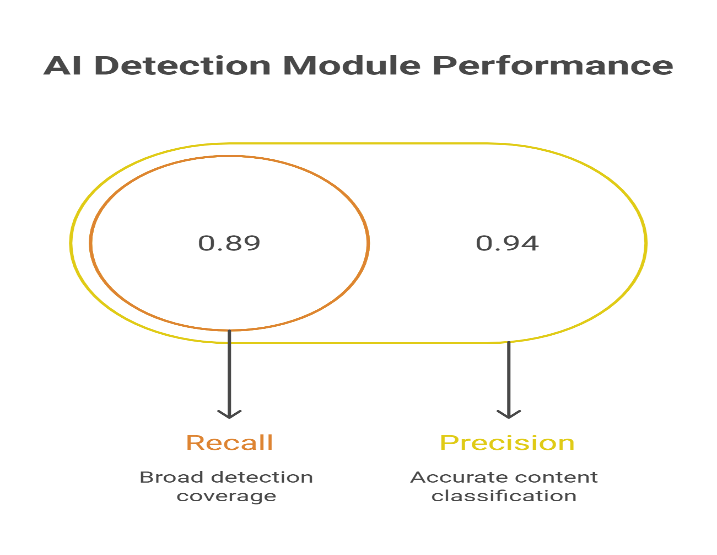 AI Detection Module Performance
0.89
0.94
Recall
Precision
Broad detection
coverage
Accurate content
classification